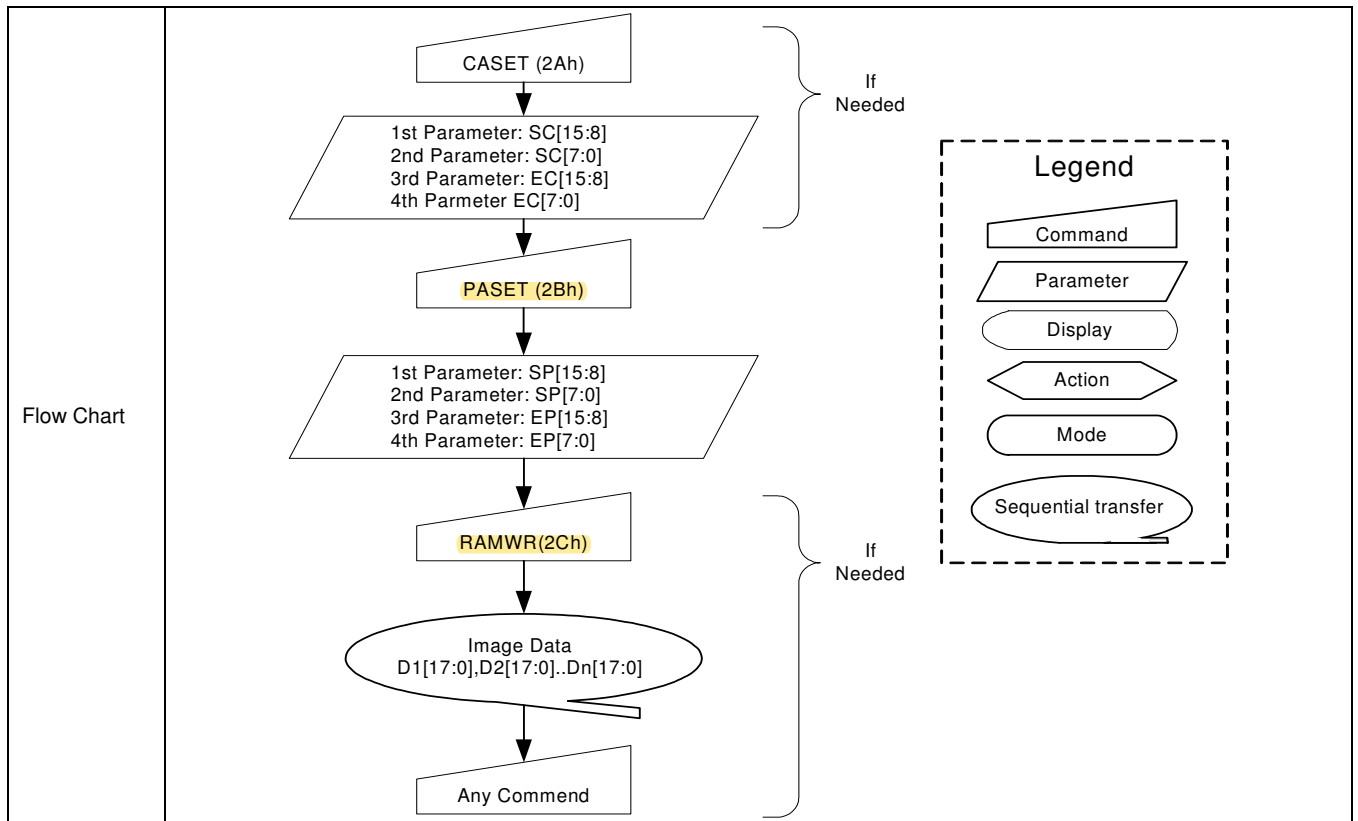 Flow Chart
CASET (2Ah)
1st Parameter: SC[15:8]
2nd Parameter: SC[7:0]
3rd Parameter: EC[15:8]
4th Parmeter EC[7:0]
If
Needed
PASET (2Bh)
1st Parameter: SP[15:8]
2nd Parameter: SP[7:0]
3rd Parameter: EP[15:8]
4th Parameter: EP[7:0]
RAMWR(2Ch)
Image Data
D1[17:0],D2[17:0]..Dn[17:0]
Any Commend
If
Needed
Legend
Command
Parameter
Display
Action
Mode
Sequential transfer